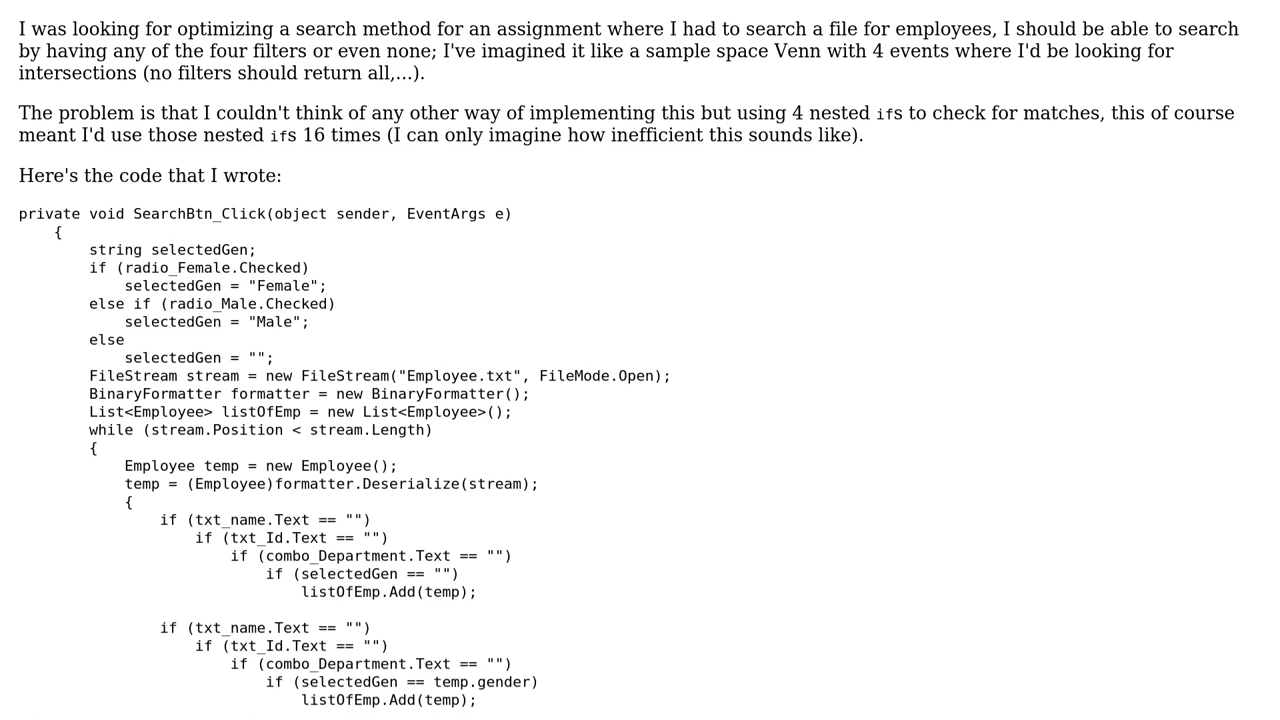 I was looking for optimizing a search method for an assignment where I had to search a file for employees, I should be able to search
by having any of the four filters or even none; I've imagined it like a sample space Venn with 4 events where I'd be looking for
intersections (no filters should return all,...).
The problem is that I couldn't think of any other way of implementing this but using 4 nested ifs to check for matches, this of course
meant I'd use those nested ifs 16 times (I can only imagine how inefficient this sounds like).
Here's the code that I wrote:
private void SearchBtn_Click(object sender, EventArgs e)
    {
        string selectedGen;
        if (radio_Female.Checked)
            selectedGen = "Female";
        else if (radio_Male.Checked)
            selectedGen = "Male";
        else
            selectedGen = "";
        FileStream stream = new FileStream("Employee.txt", FileMode.Open);
        BinaryFormatter formatter = new BinaryFormatter();
        List<Employee> listOfEmp = new List<Employee>();
        while (stream.Position < stream.Length)
        {
            Employee temp = new Employee();
            temp = (Employee)formatter.Deserialize(stream);
            {
                if (txt_name.Text == "")
                    if (txt_Id.Text == "")
                        if (combo_Department.Text == "")
                            if (selectedGen == "")
                                listOfEmp.Add(temp);
                if (txt_name.Text == "")
                    if (txt_Id.Text == "")
                        if (combo_Department.Text == "")
                            if (selectedGen == temp.gender)
                                listOfEmp.Add(temp);